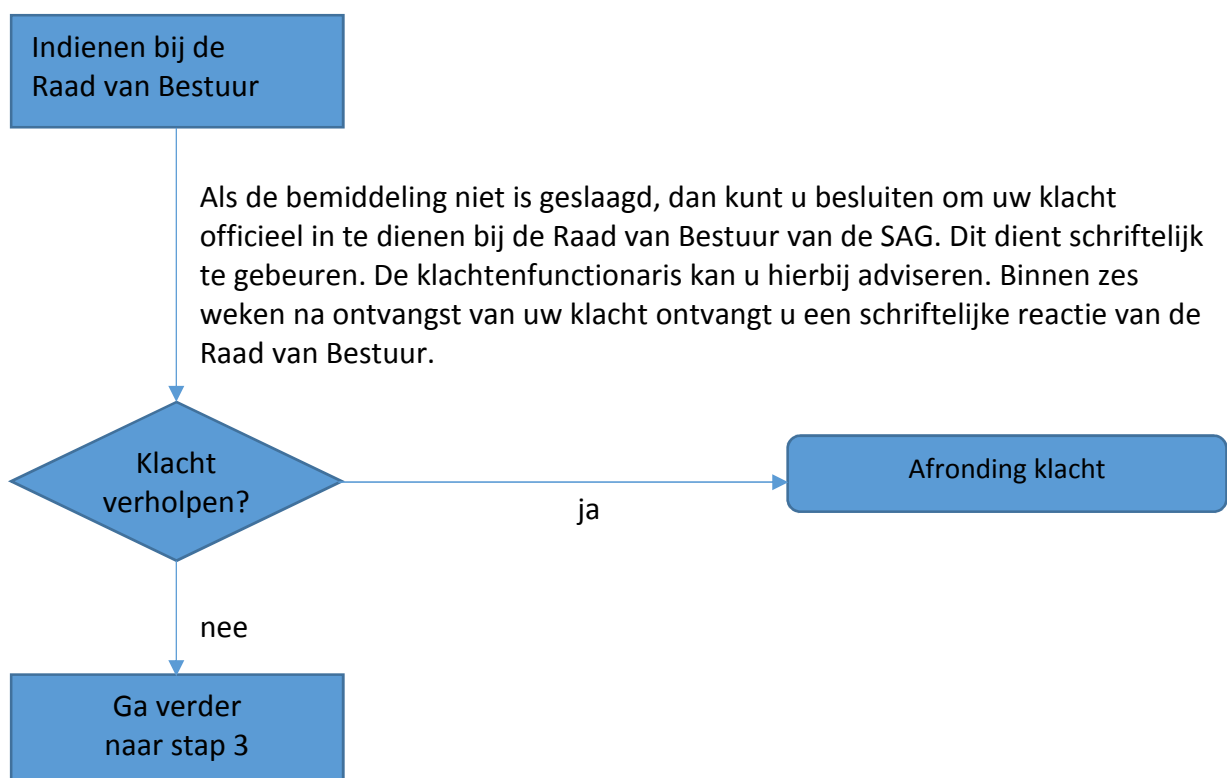 Indienen bij de
Raad van Bestuur
Als de bemiddeling niet is geslaagd, dan kunt u besluiten om uw klacht
officieel in te dienen bij de Raad van Bestuur van de SAG. Dit dient schriftelijk
te gebeuren. De klachtenfunctionaris kan u hierbij adviseren. Binnen zes
weken na ontvangst van uw klacht ontvangt u een schriftelijke reactie van de
Raad van Bestuur.
Klacht
verholpen?
ja
Afronding klacht
nee
Ga verder
naar stap 3